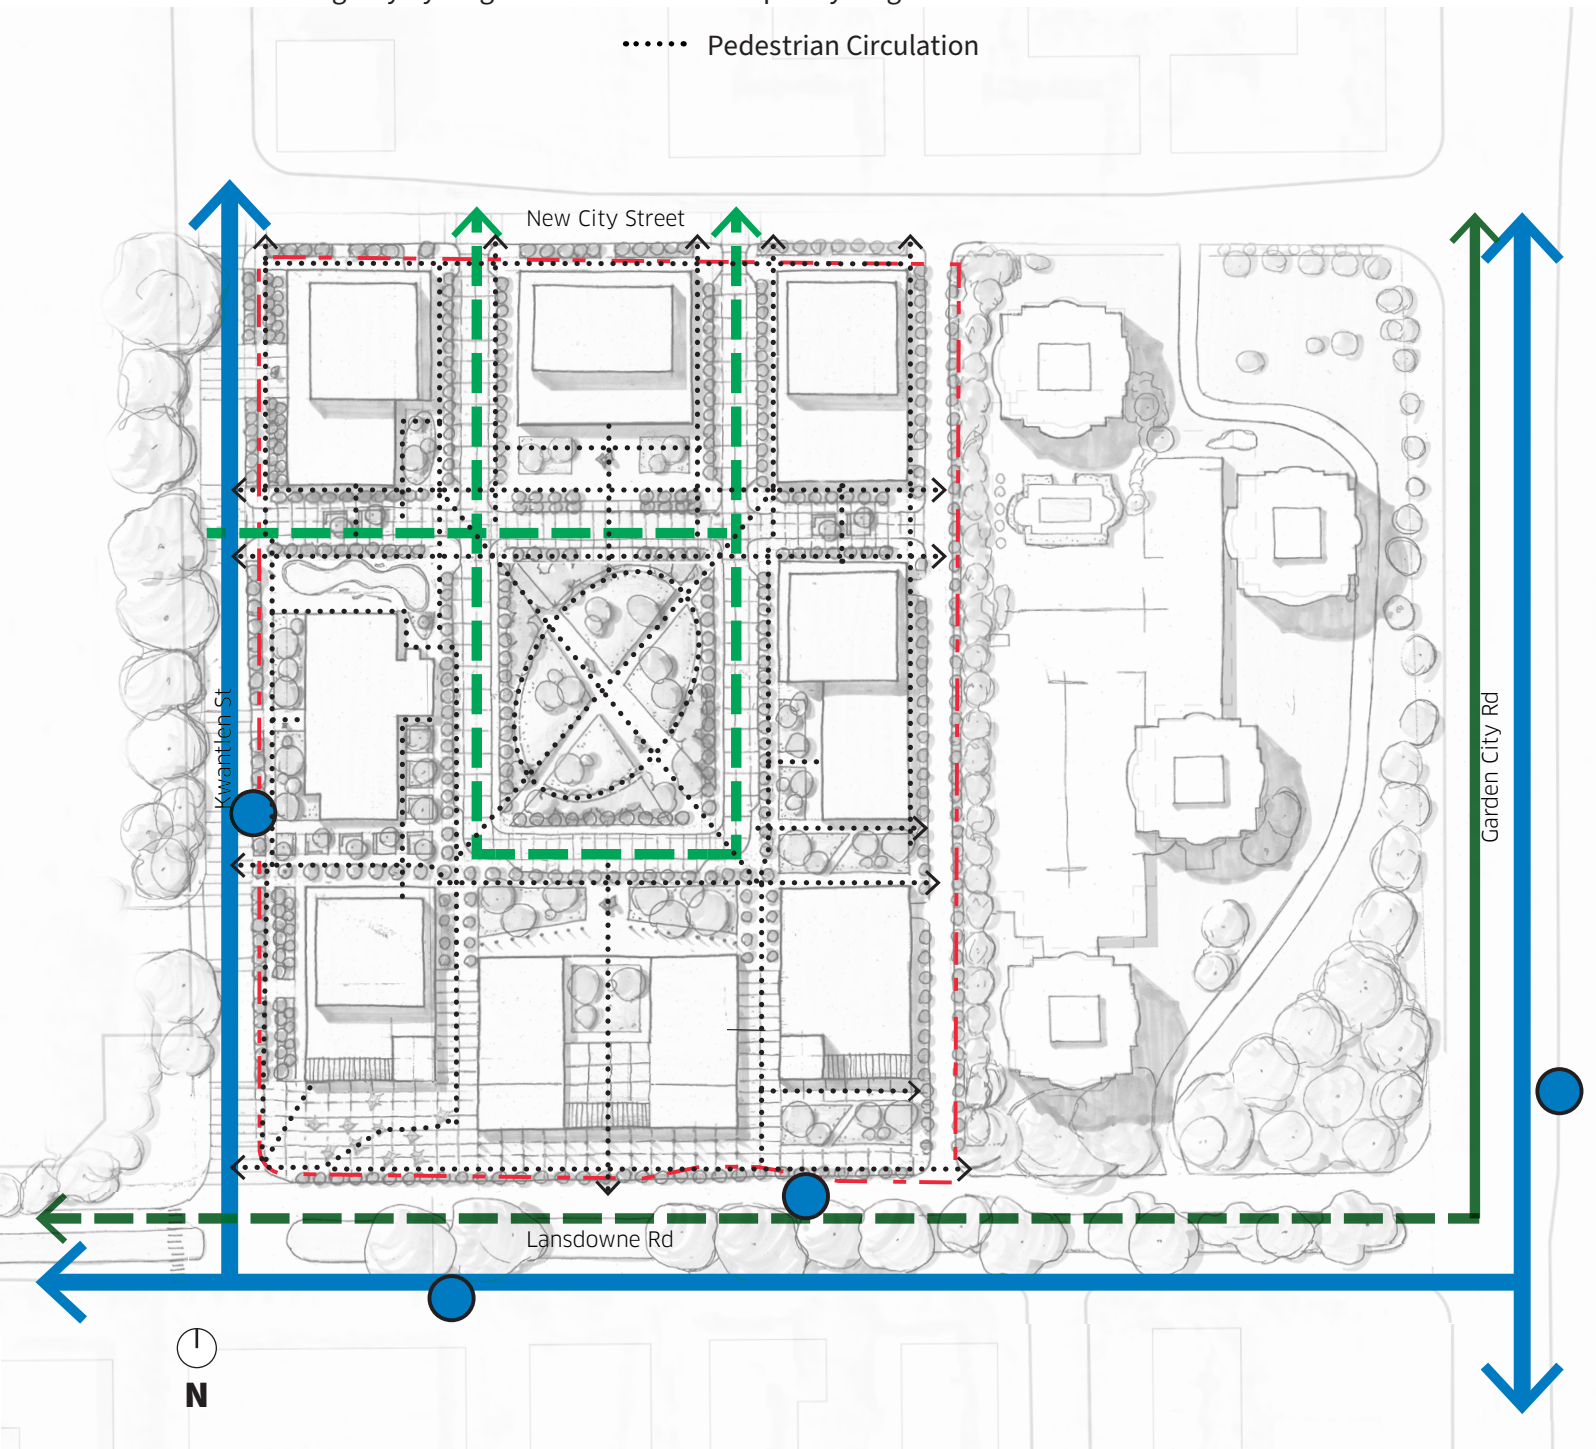 Pedestrian Circulation
New City Street
Kwantlen St
Garden City Rd
Lansdowne Rd
N